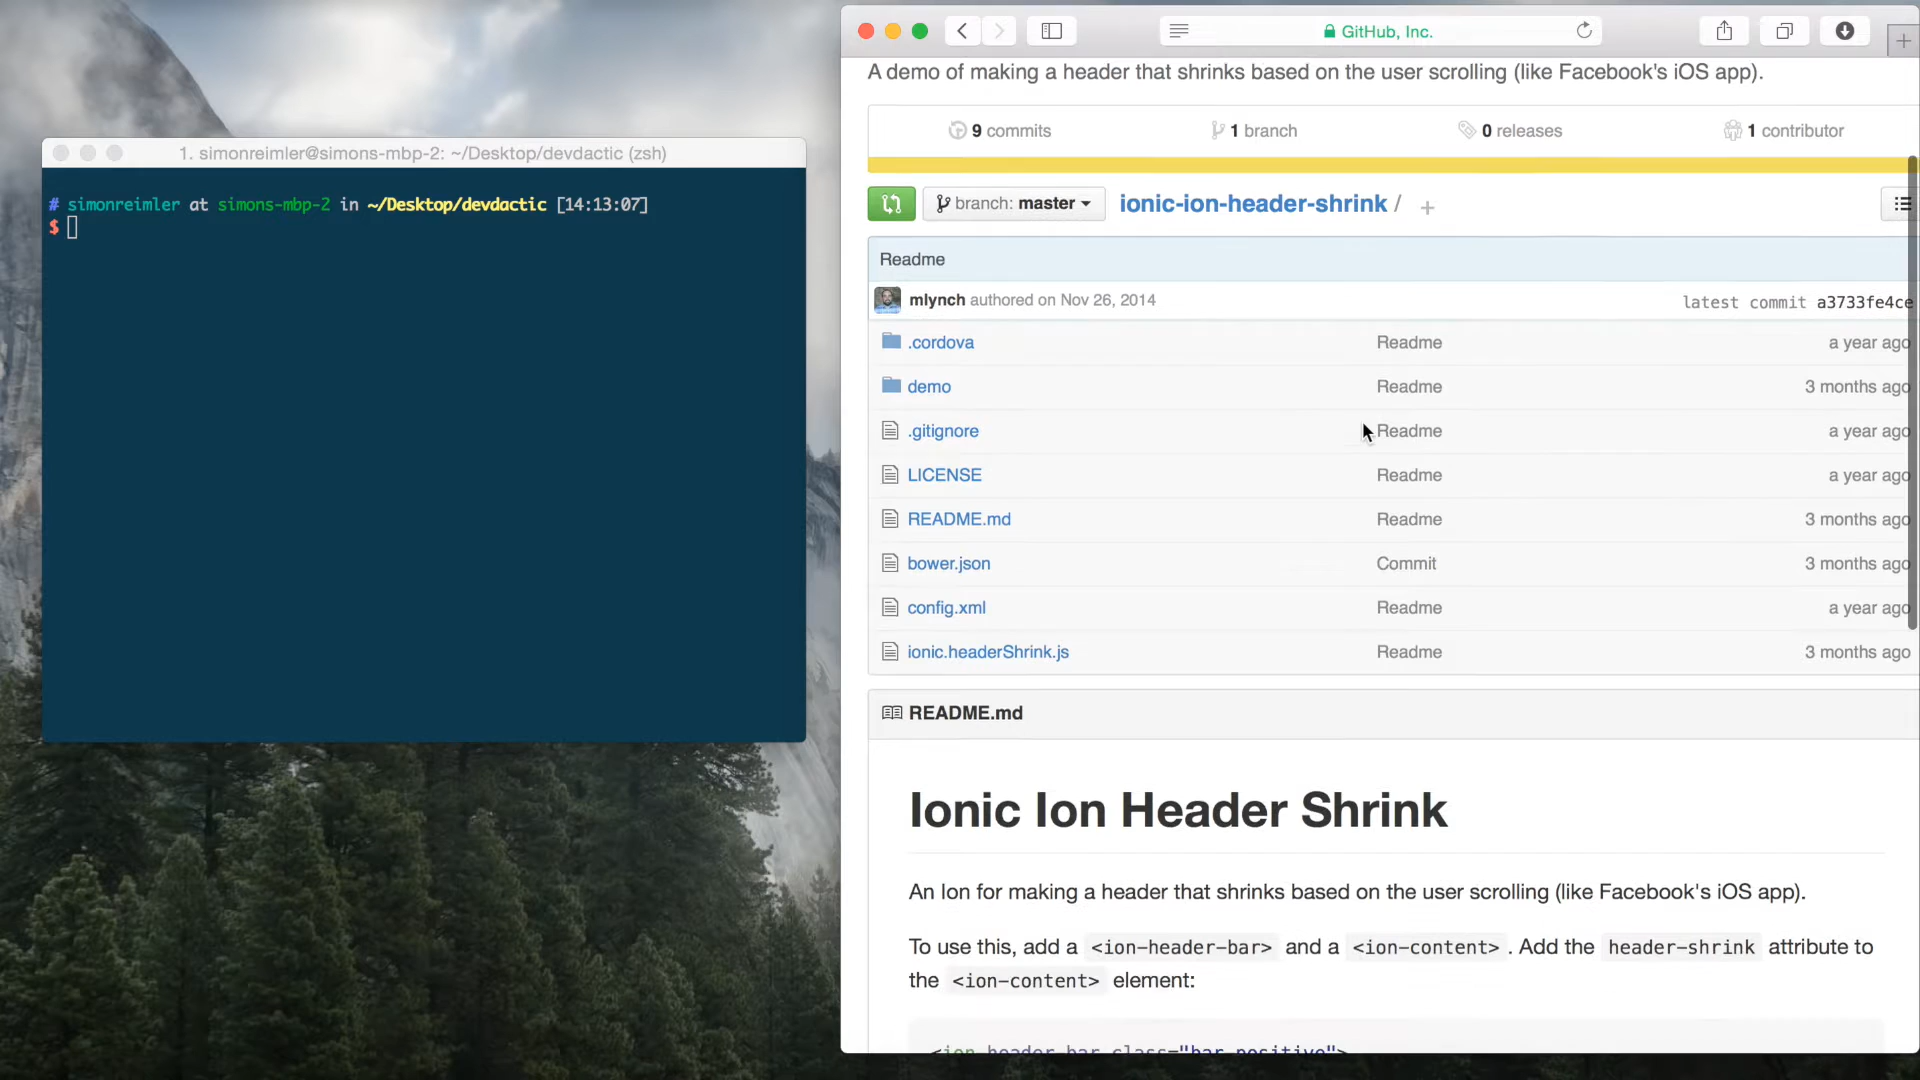 1. simonreimler@simons-mbp-2: ~/Desktop/devdactic (zsh)
# simonreimler at simons-mbp-2 in ~/Desktop/devdactic [14:13:07]
$
GitHub, Inc.
A demo of making a header that shrinks based on the user scrolling (like Facebook's iOS app).
9 commits 1 branch 0 releases 1 contributor
branch: master ionic-ion-header-shrink / +
Readme
mlynch authored on Nov 26, 2014 latest commit a3733fe4ce
.cordova Readme a year ago
demo Readme 3 months ago
.gitignore Readme a year ago
LICENSE Readme a year ago
README.md Readme 3 months ago
bower.json Commit 3 months ago
config.xml Readme a year ago
ionic.headerShrink.js Readme 3 months ago
README.md
Ionic Ion Header Shrink
An Ion for making a header that shrinks based on the user scrolling (like Facebook's iOS app).
To use this, add a <ion-header-bar> and a <ion-content> . Add the header-shrink attribute to
the <ion-content> element:
<ion-header-bar class="bar-positive">